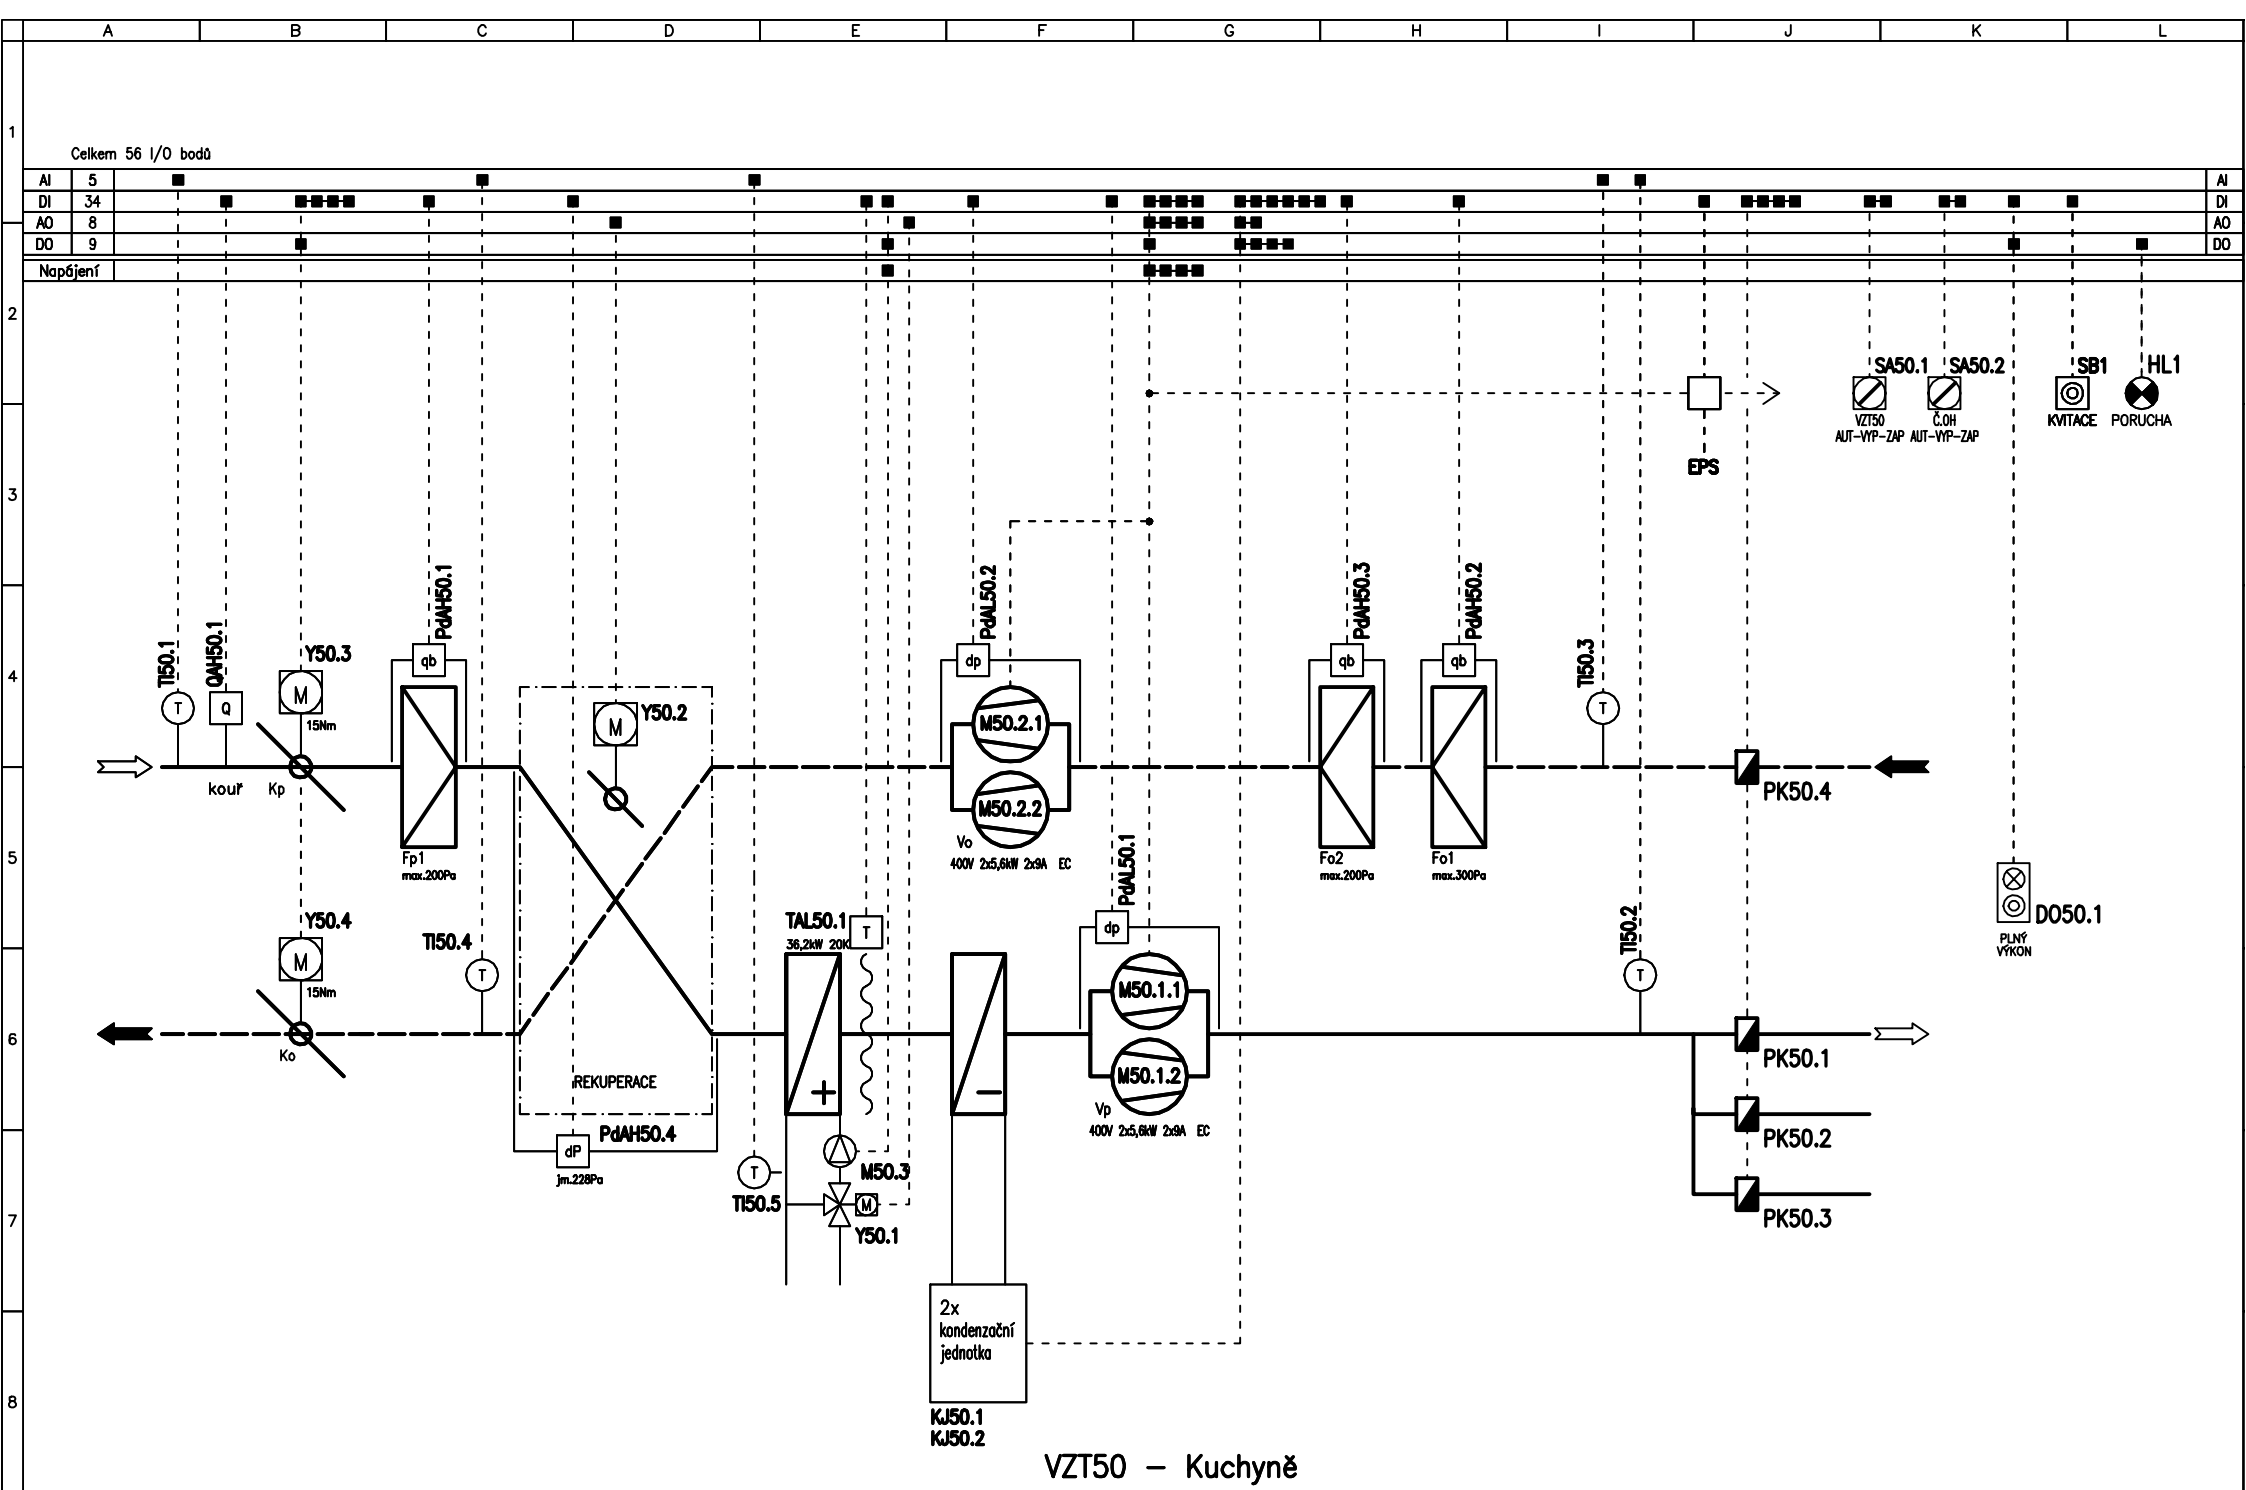 A B C D E F G H I J K L
1
Celkem 56 I/O bodů
AI 5 AI
DI 34 DI
AO 8 AO
DO 9 DO
Napájení
2
SA50.1 SA50.2 SB1 HL1
VZT50 Č.OH KVITACE PORUCHA
AUT-VYP-ZAP AUT-VYP-ZAP
EPS
3
PdAH50.1 PdAL50.2 PdAH50.3 PdAH50.2
TI50.1 QAH50.1 Y50.3 qb dp qb qb TI50.3
4
T Q M M Y50.2 M50.2.1 T
15Nm
kouř Kp PK50.4
M50.2.2
Vo
400V 2x5,6kW 2x9A EC
5
Fp1 Fo2 Fo1
max.200Pa max.200Pa max.300Pa
PdAL50.1
Y50.4 TAL50.1 T dp TI50.2 DO50.1
36,2kW 20K
TI50.4
PLNÝ
VÝKON
M T M50.1.1 T
15Nm
6
Ko PK50.1
REKUPERACE + − M50.1.2
Vp
400V 2x5,6kW 2x9A EC
PdAH50.4 PK50.2
dP
jm.228Pa
T M50.3
TI50.5 M
7
Y50.1 PK50.3
2x
kondenzační
jednotka
8
KJ50.1
KJ50.2
VZT50 – Kuchyně